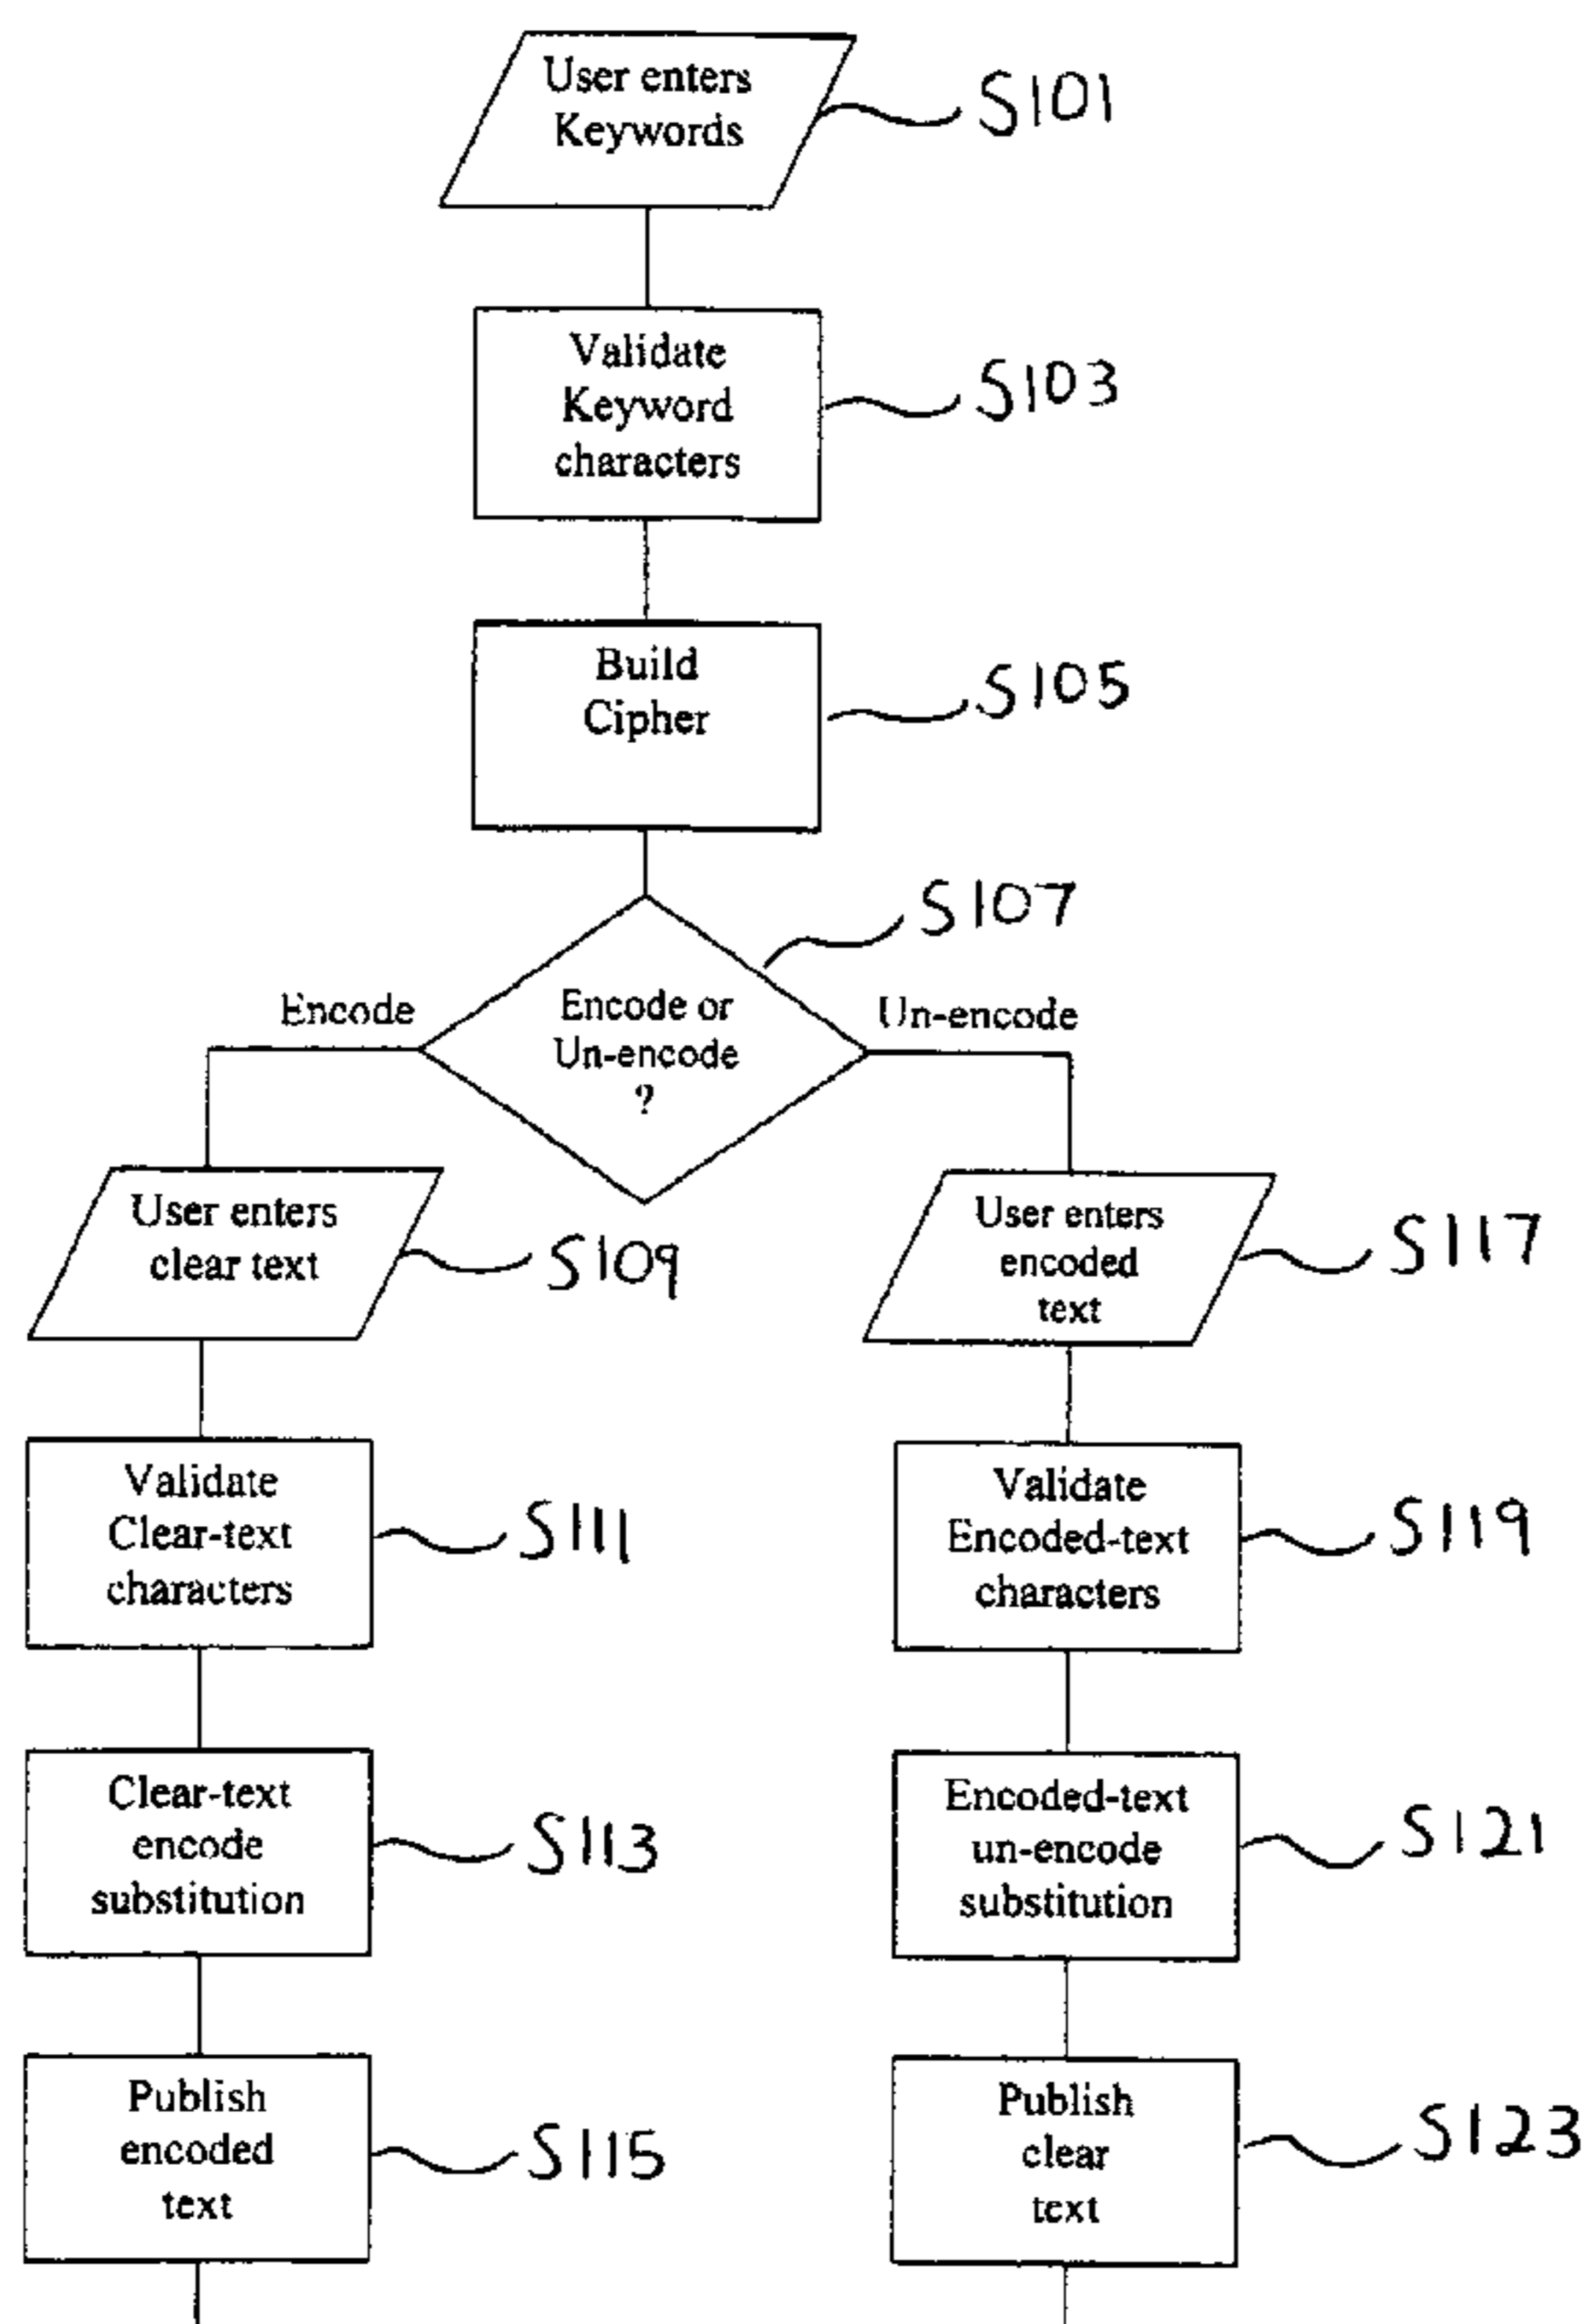 User enters
Keywords
S101
Validate
Keyword
characters
S103
Build
Cipher
S105
S107
Encode or
Un-encode
?
Encode
Un-encode
User enters
clear text
S109
Validate
Clear-text
characters
S111
Clear-text
encode
substitution
S113
Publish
encoded
text
S115
User enters
encoded
text
S117
Validate
Encoded-text
characters
S119
Encoded-text
un-encode
substitution
S121
Publish
clear
text
S123